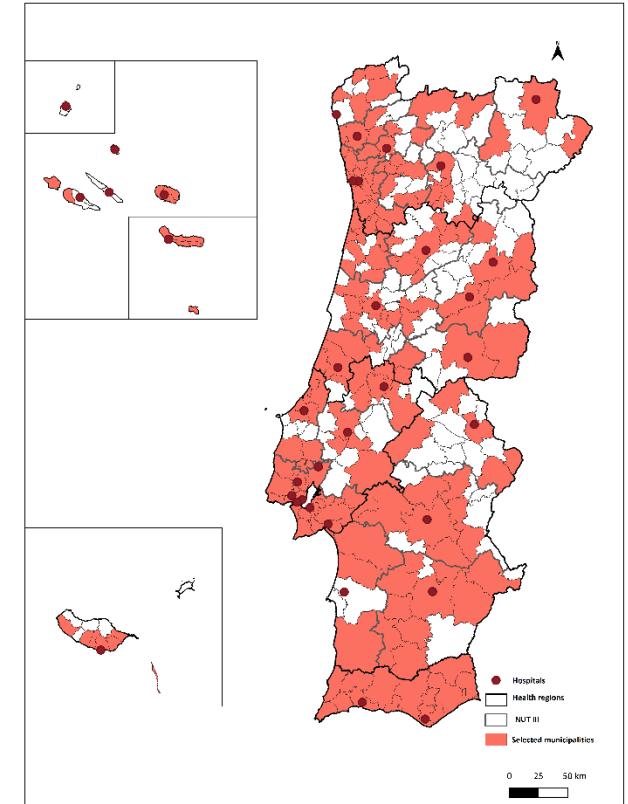 N
Hospitals
Health regions
NUT III
Selected municipalities
0 25 50 km